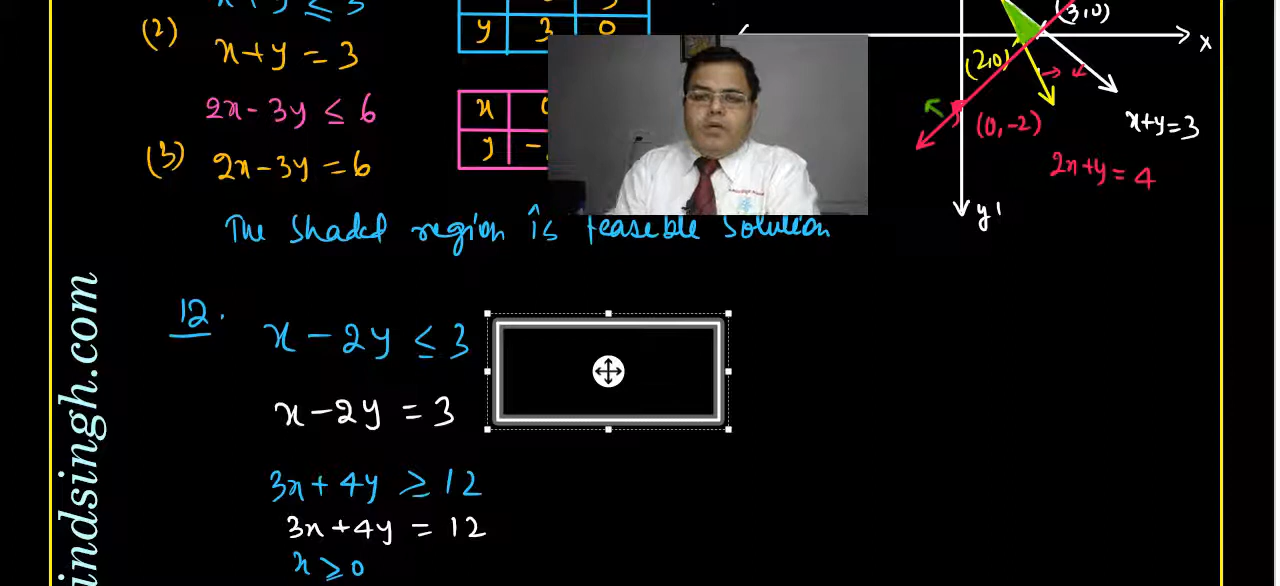 x + y ≤ 3
(2) x + y = 3
2x - 3y ≤ 6
(3) 2x - 3y = 6
y 3 0
x
y
(3,0)
x
(2,0)
(0,-2)
x+y=3
2x+y=4
y'
The shaded region is feasible solution
12. x - 2y ≤ 3
x - 2y = 3
3x + 4y ≥ 12
3x + 4y = 12
x ≥ 0
indsingh.com